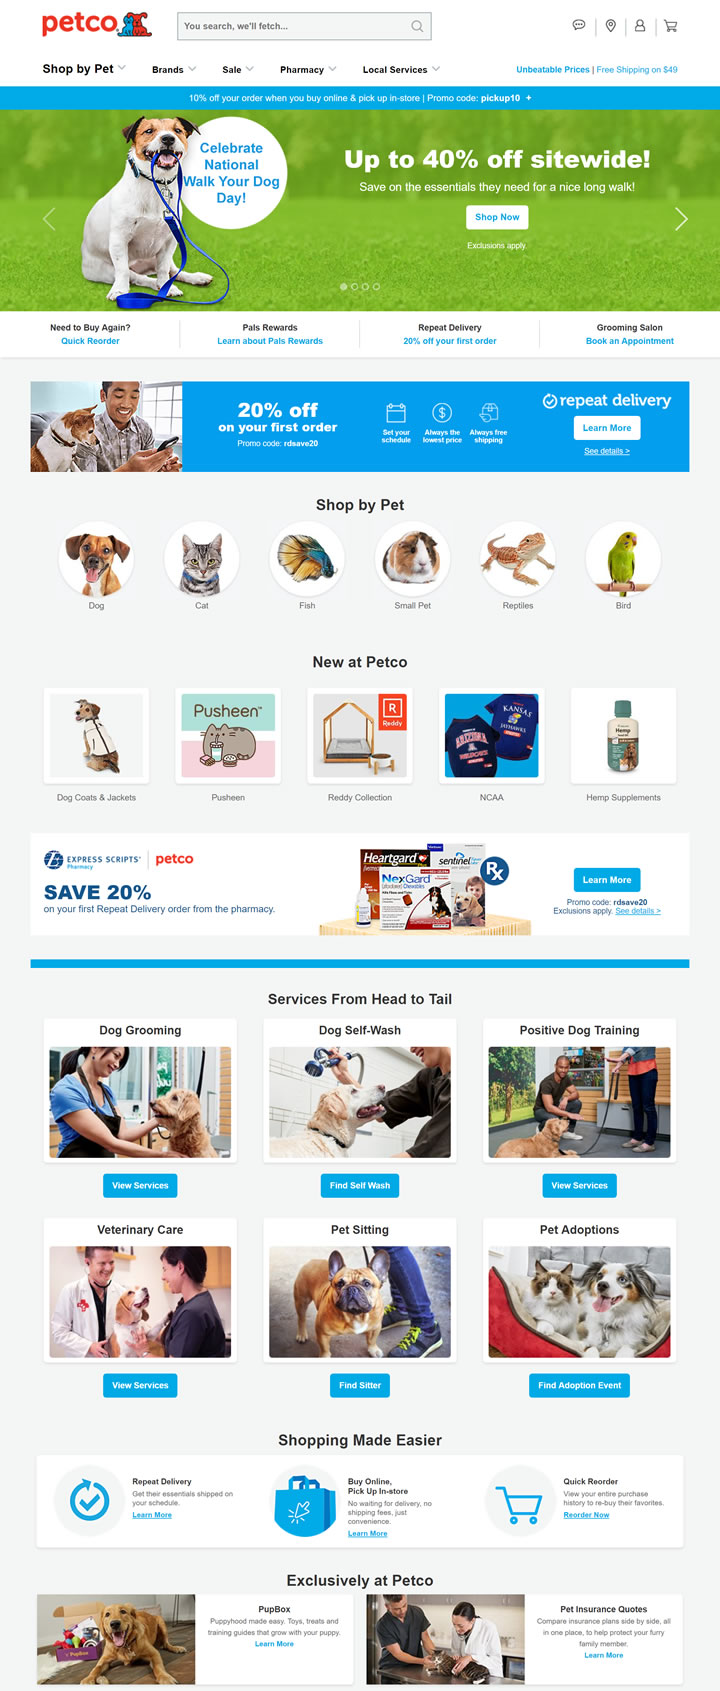 petco
You search, we'll fetch...
Shop by Pet
Brands
Sale
Pharmacy
Local Services
Unbeatable Prices | Free Shipping on $49
10% off your order when you buy online & pick up in-store | Promo code: pickup10 +
Celebrate
National
Walk Your Dog
Day!
Up to 40% off sitewide!
Save on the essentials they need for a nice long walk!
Shop Now
Exclusions apply.
Need to Buy Again?
Quick Reorder
Pals Rewards
Learn about Pals Rewards
Repeat Delivery
20% off your first order
Grooming Salon
Book an Appointment
20% off
on your first order
Promo code: rdsave20
Set your
schedule
Always the
lowest price
Always free
shipping
repeat delivery
Learn More
See details >
Shop by Pet
Dog
Cat
Fish
Small Pet
Reptiles
Bird
New at Petco
Pusheen™
R
Reddy
ARIZONA
KANSAS
JAYHAWKS
Hemp
Dog Coats & Jackets
Pusheen
Reddy Collection
NCAA
Hemp Supplements
EXPRESS SCRIPTS®
Pharmacy
petco
SAVE 20%
on your first Repeat Delivery order from the pharmacy.
Heartgard
sentinel
NexGard
Chewables
Rx
Learn More
Promo code: rdsave20
Exclusions apply. See details >
Services From Head to Tail
Dog Grooming
View Services
Dog Self-Wash
Find Self Wash
Positive Dog Training
View Services
Veterinary Care
View Services
Pet Sitting
Find Sitter
Pet Adoptions
Find Adoption Event
Shopping Made Easier
Repeat Delivery
Get their essentials shipped on
your schedule.
Learn More
Buy Online,
Pick Up In-store
No waiting for delivery, no
shipping fees, just
convenience.
Learn More
Quick Reorder
View your entire purchase
history to re-buy their favorites.
Reorder Now
Exclusively at Petco
PupBox
PupBox
Puppyhood made easy. Toys, treats and
training guides that grow with your puppy.
Learn More
Pet Insurance Quotes
Compare insurance plans side by side, all
in one place, to help protect your furry
family member.
Learn More